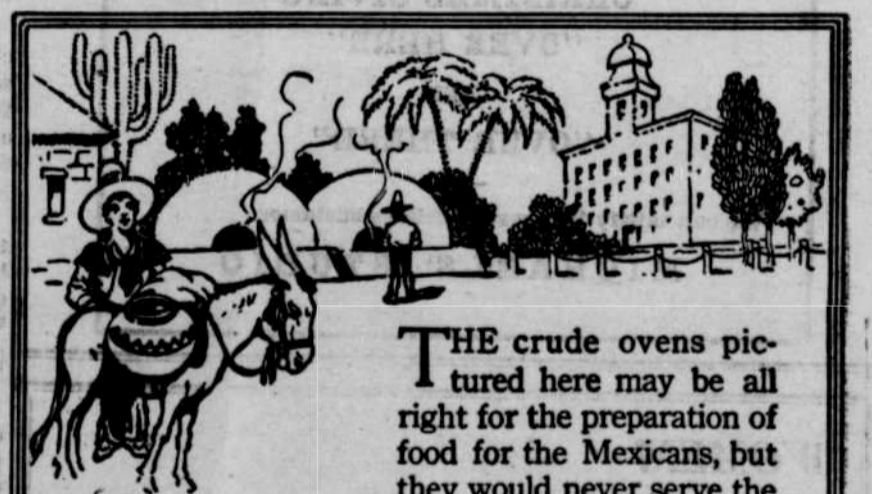 THE crude ovens pic-
tured here may be all
right for the preparation of
food for the Mexicans, but
they would never serve the